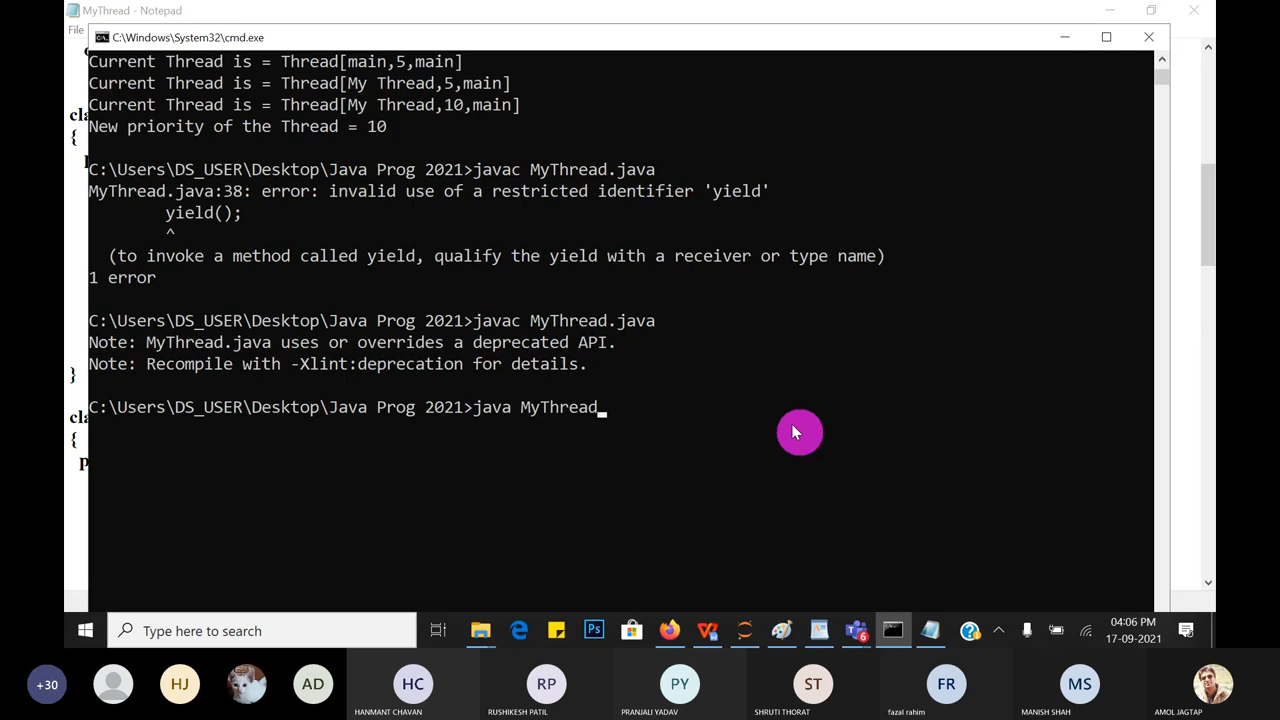 MyThread - Notepad
File
C:\Windows\System32\cmd.exe
Current Thread is = Thread[main,5,main]
Current Thread is = Thread[My Thread,5,main]
Current Thread is = Thread[My Thread,10,main]
New priority of the Thread = 10
cla
{
p
C:\Users\DS_USER\Desktop\Java Prog 2021>javac MyThread.java
MyThread.java:38: error: invalid use of a restricted identifier 'yield'
yield();
^
(to invoke a method called yield, qualify the yield with a receiver or type name)
1 error
C:\Users\DS_USER\Desktop\Java Prog 2021>javac MyThread.java
Note: MyThread.java uses or overrides a deprecated API.
Note: Recompile with -Xlint:deprecation for details.
}
C:\Users\DS_USER\Desktop\Java Prog 2021>java MyThread
cla
{
p
Type here to search
Ps
6
04:06 PM
17-09-2021
+30
HJ
AD
HC
RP
PY
ST
FR
MS
HANMANT CHAVAN
RUSHIKESH PATIL
PRANJALI YADAV
SHRUTI THORAT
fazal rahim
MANISH SHAH
AMOL JAGTAP